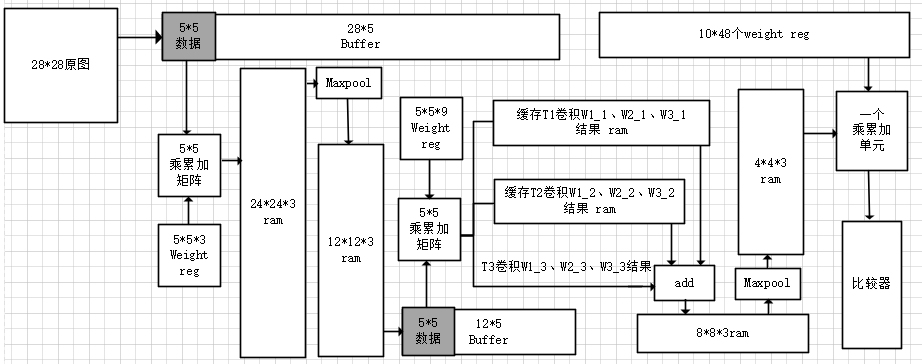 28*28原图
5*5
数据
28*5
Buffer
5*5
乘累加
矩阵
5*5*3
Weight
reg
24*24*3
ram
Maxpool
12*12*3
ram
5*5*9
Weight
reg
5*5
乘累加
矩阵
5*5
数据
12*5
Buffer
缓存T1卷积W1_1、W2_1、W3_1
结果 ram
缓存T2卷积W1_2、W2_2、W3_2
结果 ram
T3卷积W1_3、W2_3、W3_3结果
add
8*8*3ram
Maxpool
4*4*3
ram
10*48个weight reg
一个
乘累加
单元
比较器